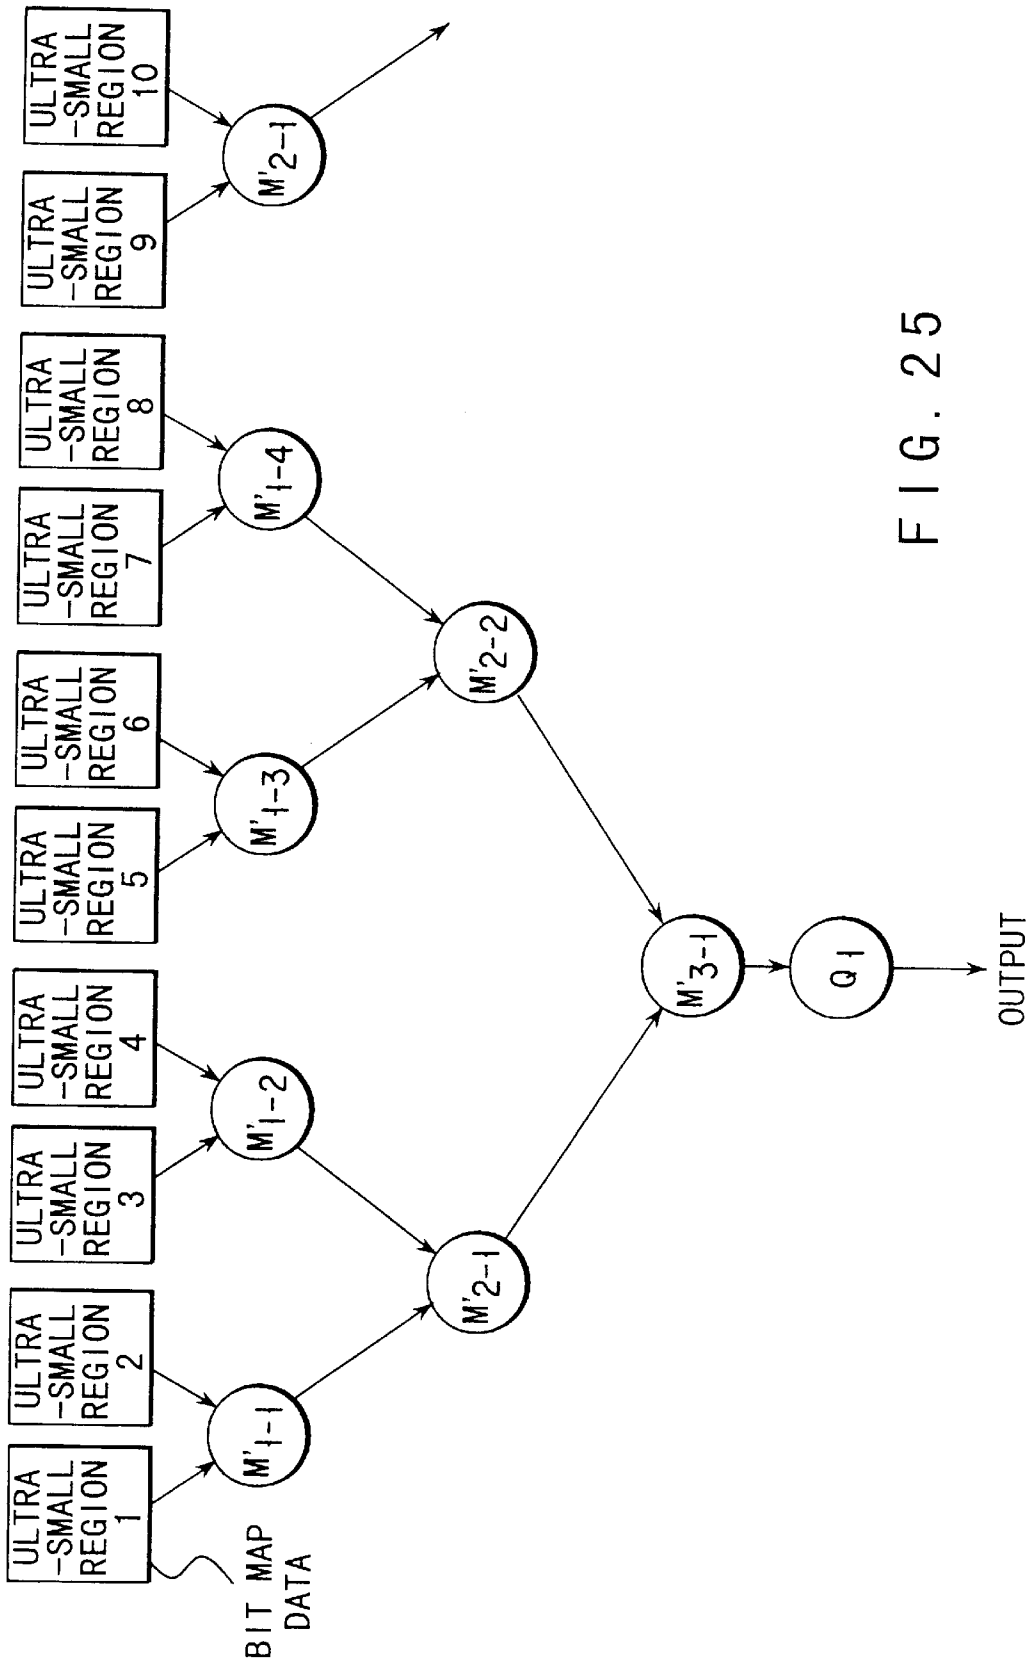 ULTRA
-SMALL
REGION
1
ULTRA
-SMALL
REGION
2
ULTRA
-SMALL
REGION
3
ULTRA
-SMALL
REGION
4
ULTRA
-SMALL
REGION
5
ULTRA
-SMALL
REGION
6
ULTRA
-SMALL
REGION
7
ULTRA
-SMALL
REGION
8
ULTRA
-SMALL
REGION
9
ULTRA
-SMALL
REGION
10
BIT MAP
DATA
M'1-1
M'1-2
M'1-3
M'1-4
M'2-1
M'2-1
M'2-2
M'3-1
Q1
OUTPUT
FIG. 25